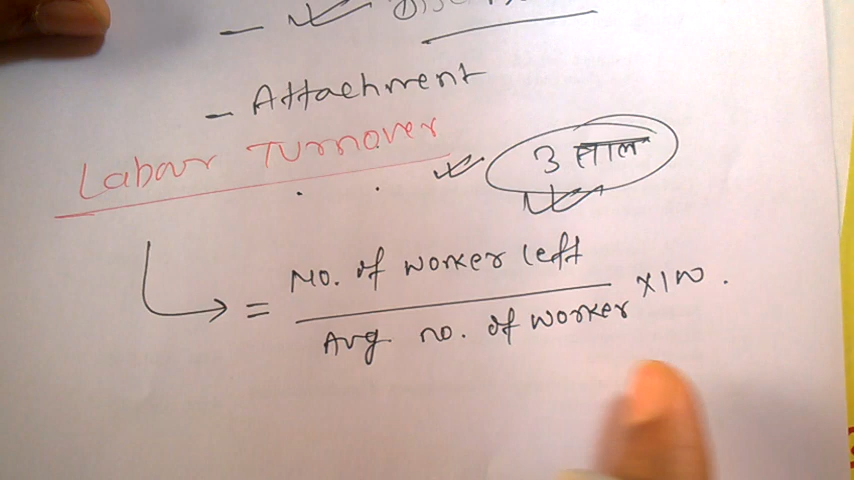 - Attachment
Labour Turnover
3 साल
= No. of worker left
Avg. no. of worker ×100.